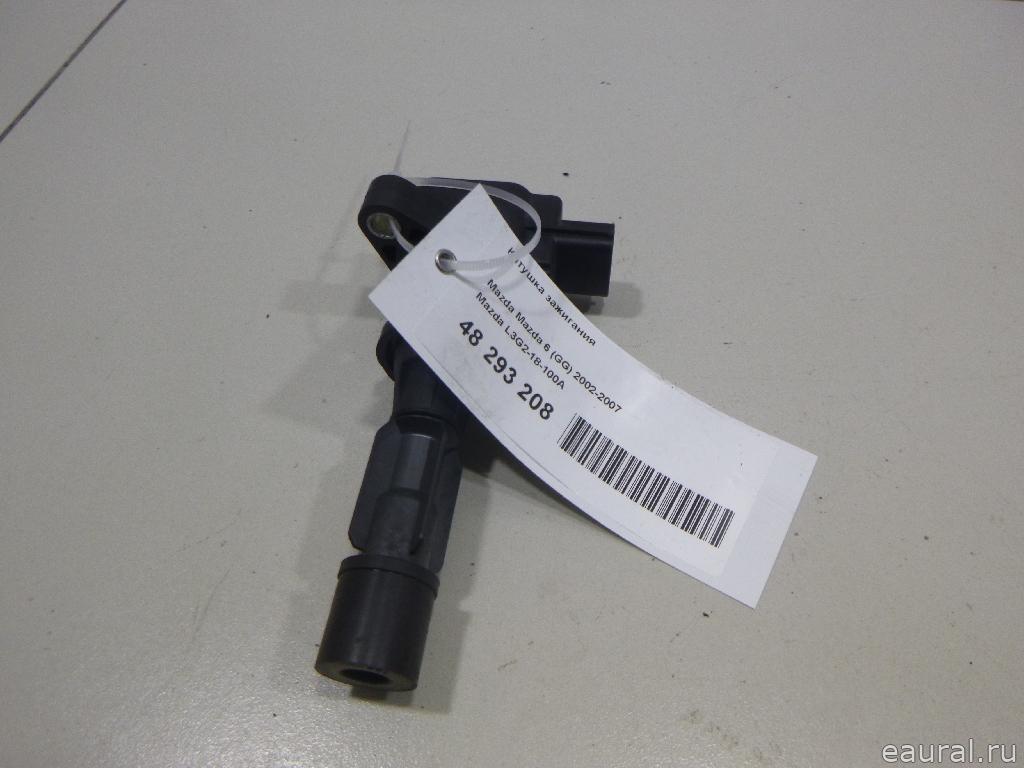 Катушка зажигания
Mazda Mazda 6 (GG) 2002-2007
Mazda L3G2-18-100A
48 293 208
eaural.ru